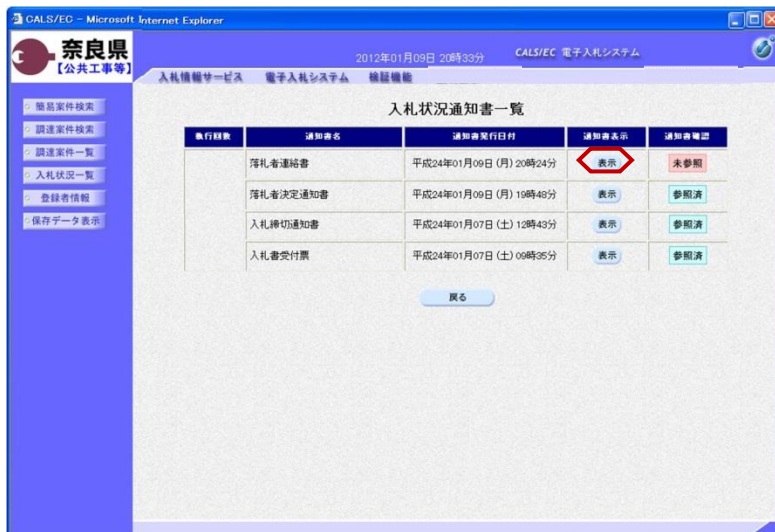 CALS/EC - Microsoft Internet Explorer
奈良県
【公共工事等】
2012年01月09日 20時33分
CALS/EC 電子入札システム
入札情報サービス 電子入札システム 検証機能
簡易案件検索
調達案件検索
調達案件一覧
入札状況一覧
登録者情報
保存データ表示
入札状況通知書一覧
執行回数 通知書名 通知書発行日付 通知書表示 通知書確認
落札者連絡書 平成24年01月09日(月) 20時24分 表示 未参照
落札者決定通知書 平成24年01月09日(月) 19時48分 表示 参照済
入札締切通知書 平成24年01月07日(土) 12時43分 表示 参照済
入札書受付票 平成24年01月07日(土) 09時35分 表示 参照済
戻る